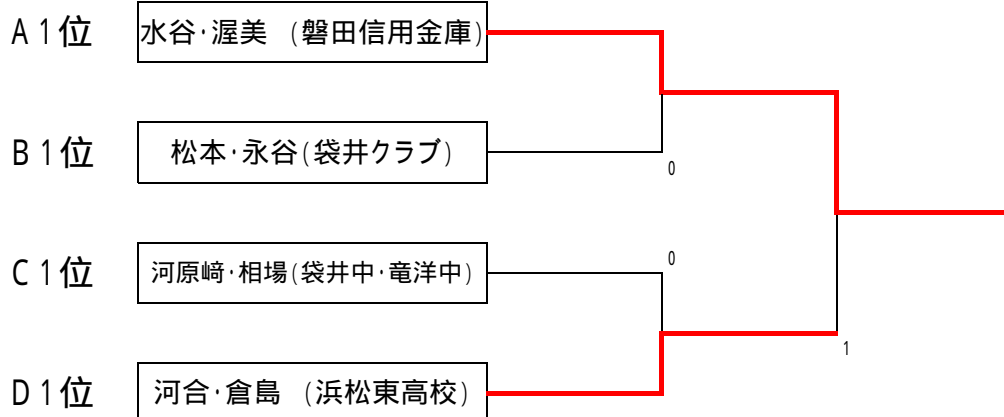 A1位 水谷・渥美 (磐田信用金庫)
B1位 松本・永谷(袋井クラブ)
0
0
C1位 河原﨑・相場(袋井中・竜洋中)
1
D1位 河合・倉島 (浜松東高校)